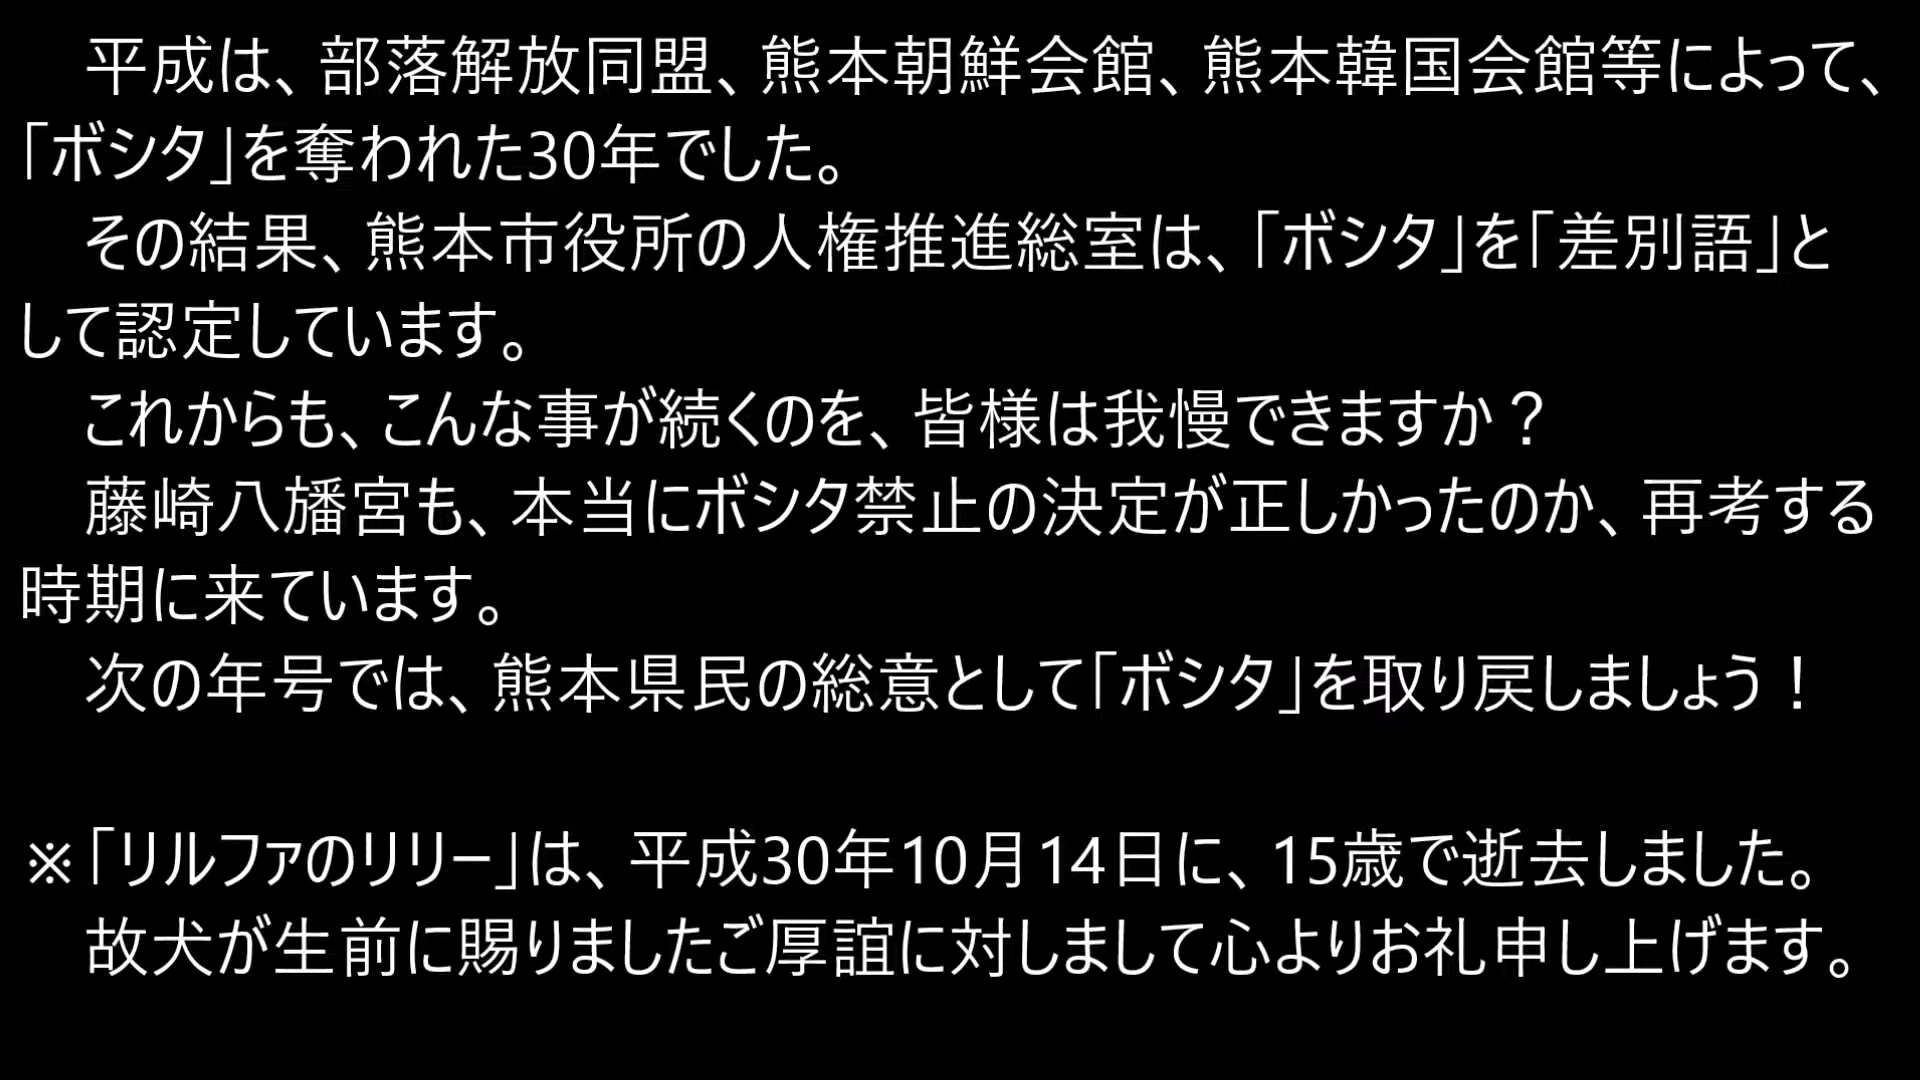 平成は、部落解放同盟、熊本朝鮮会館、熊本韓国会館等によって、
「ボシタ」を奪われた30年でした。
　その結果、熊本市役所の人権推進総室は、「ボシタ」を「差別語」と
して認定しています。
　これからも、こんな事が続くのを、皆様は我慢できますか？
　藤崎八旛宮も、本当にボシタ禁止の決定が正しかったのか、再考する
時期に来ています。
　次の年号では、熊本県民の総意として「ボシタ」を取り戻しましょう！
※「リルファのリリー」は、平成30年10月14日に、15歳で逝去しました。
　故犬が生前に賜りましたご厚誼に対しまして心よりお礼申し上げます。